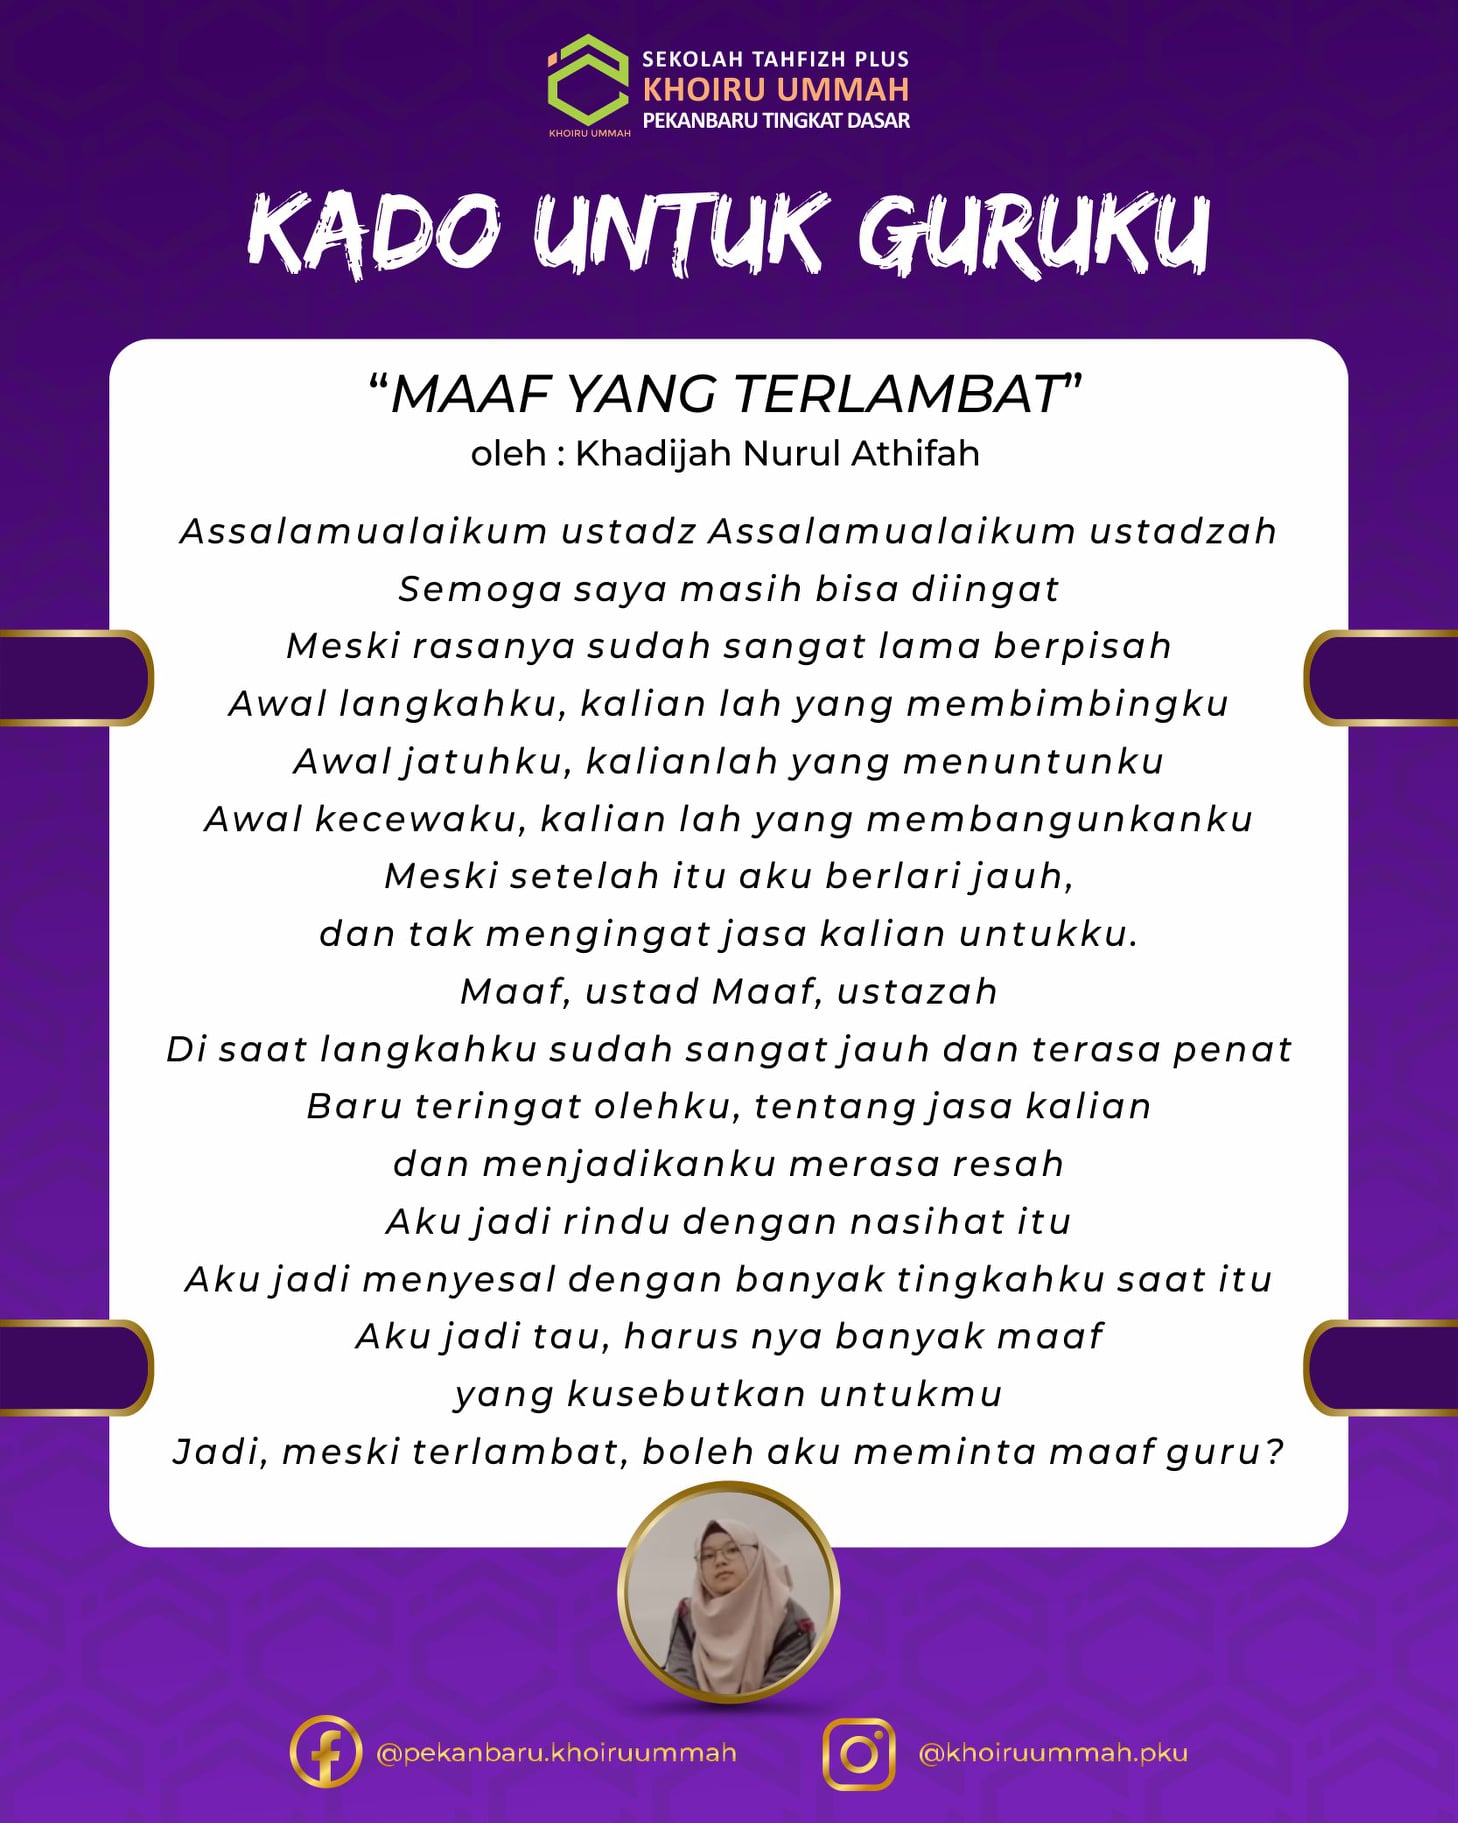 SEKOLAH TAHFIZH PLUS
KHOIRU UMMAH
PEKANBARU TINGKAT DASAR
KHOIRU UMMAH
KADO UNTUK GURUKU
“MAAF YANG TERLAMBAT”
oleh : Khadijah Nurul Athifah
Assalamualaikum ustadz Assalamualaikum ustadzah
Semoga saya masih bisa diingat
Meski rasanya sudah sangat lama berpisah
Awal langkahku, kalian lah yang membimbingku
Awal jatuhku, kalianlah yang menuntunku
Awal kecewaku, kalian lah yang membangunkanku
Meski setelah itu aku berlari jauh,
dan tak mengingat jasa kalian untukku.
Maaf, ustad Maaf, ustazah
Di saat langkahku sudah sangat jauh dan terasa penat
Baru teringat olehku, tentang jasa kalian
dan menjadikanku merasa resah
Aku jadi rindu dengan nasihat itu
Aku jadi menyesal dengan banyak tingkahku saat itu
Aku jadi tau, harus nya banyak maaf
yang kusebutkan untukmu
Jadi, meski terlambat, boleh aku meminta maaf guru?
@pekanbaru.khoiruummah
@khoiruummah.pku